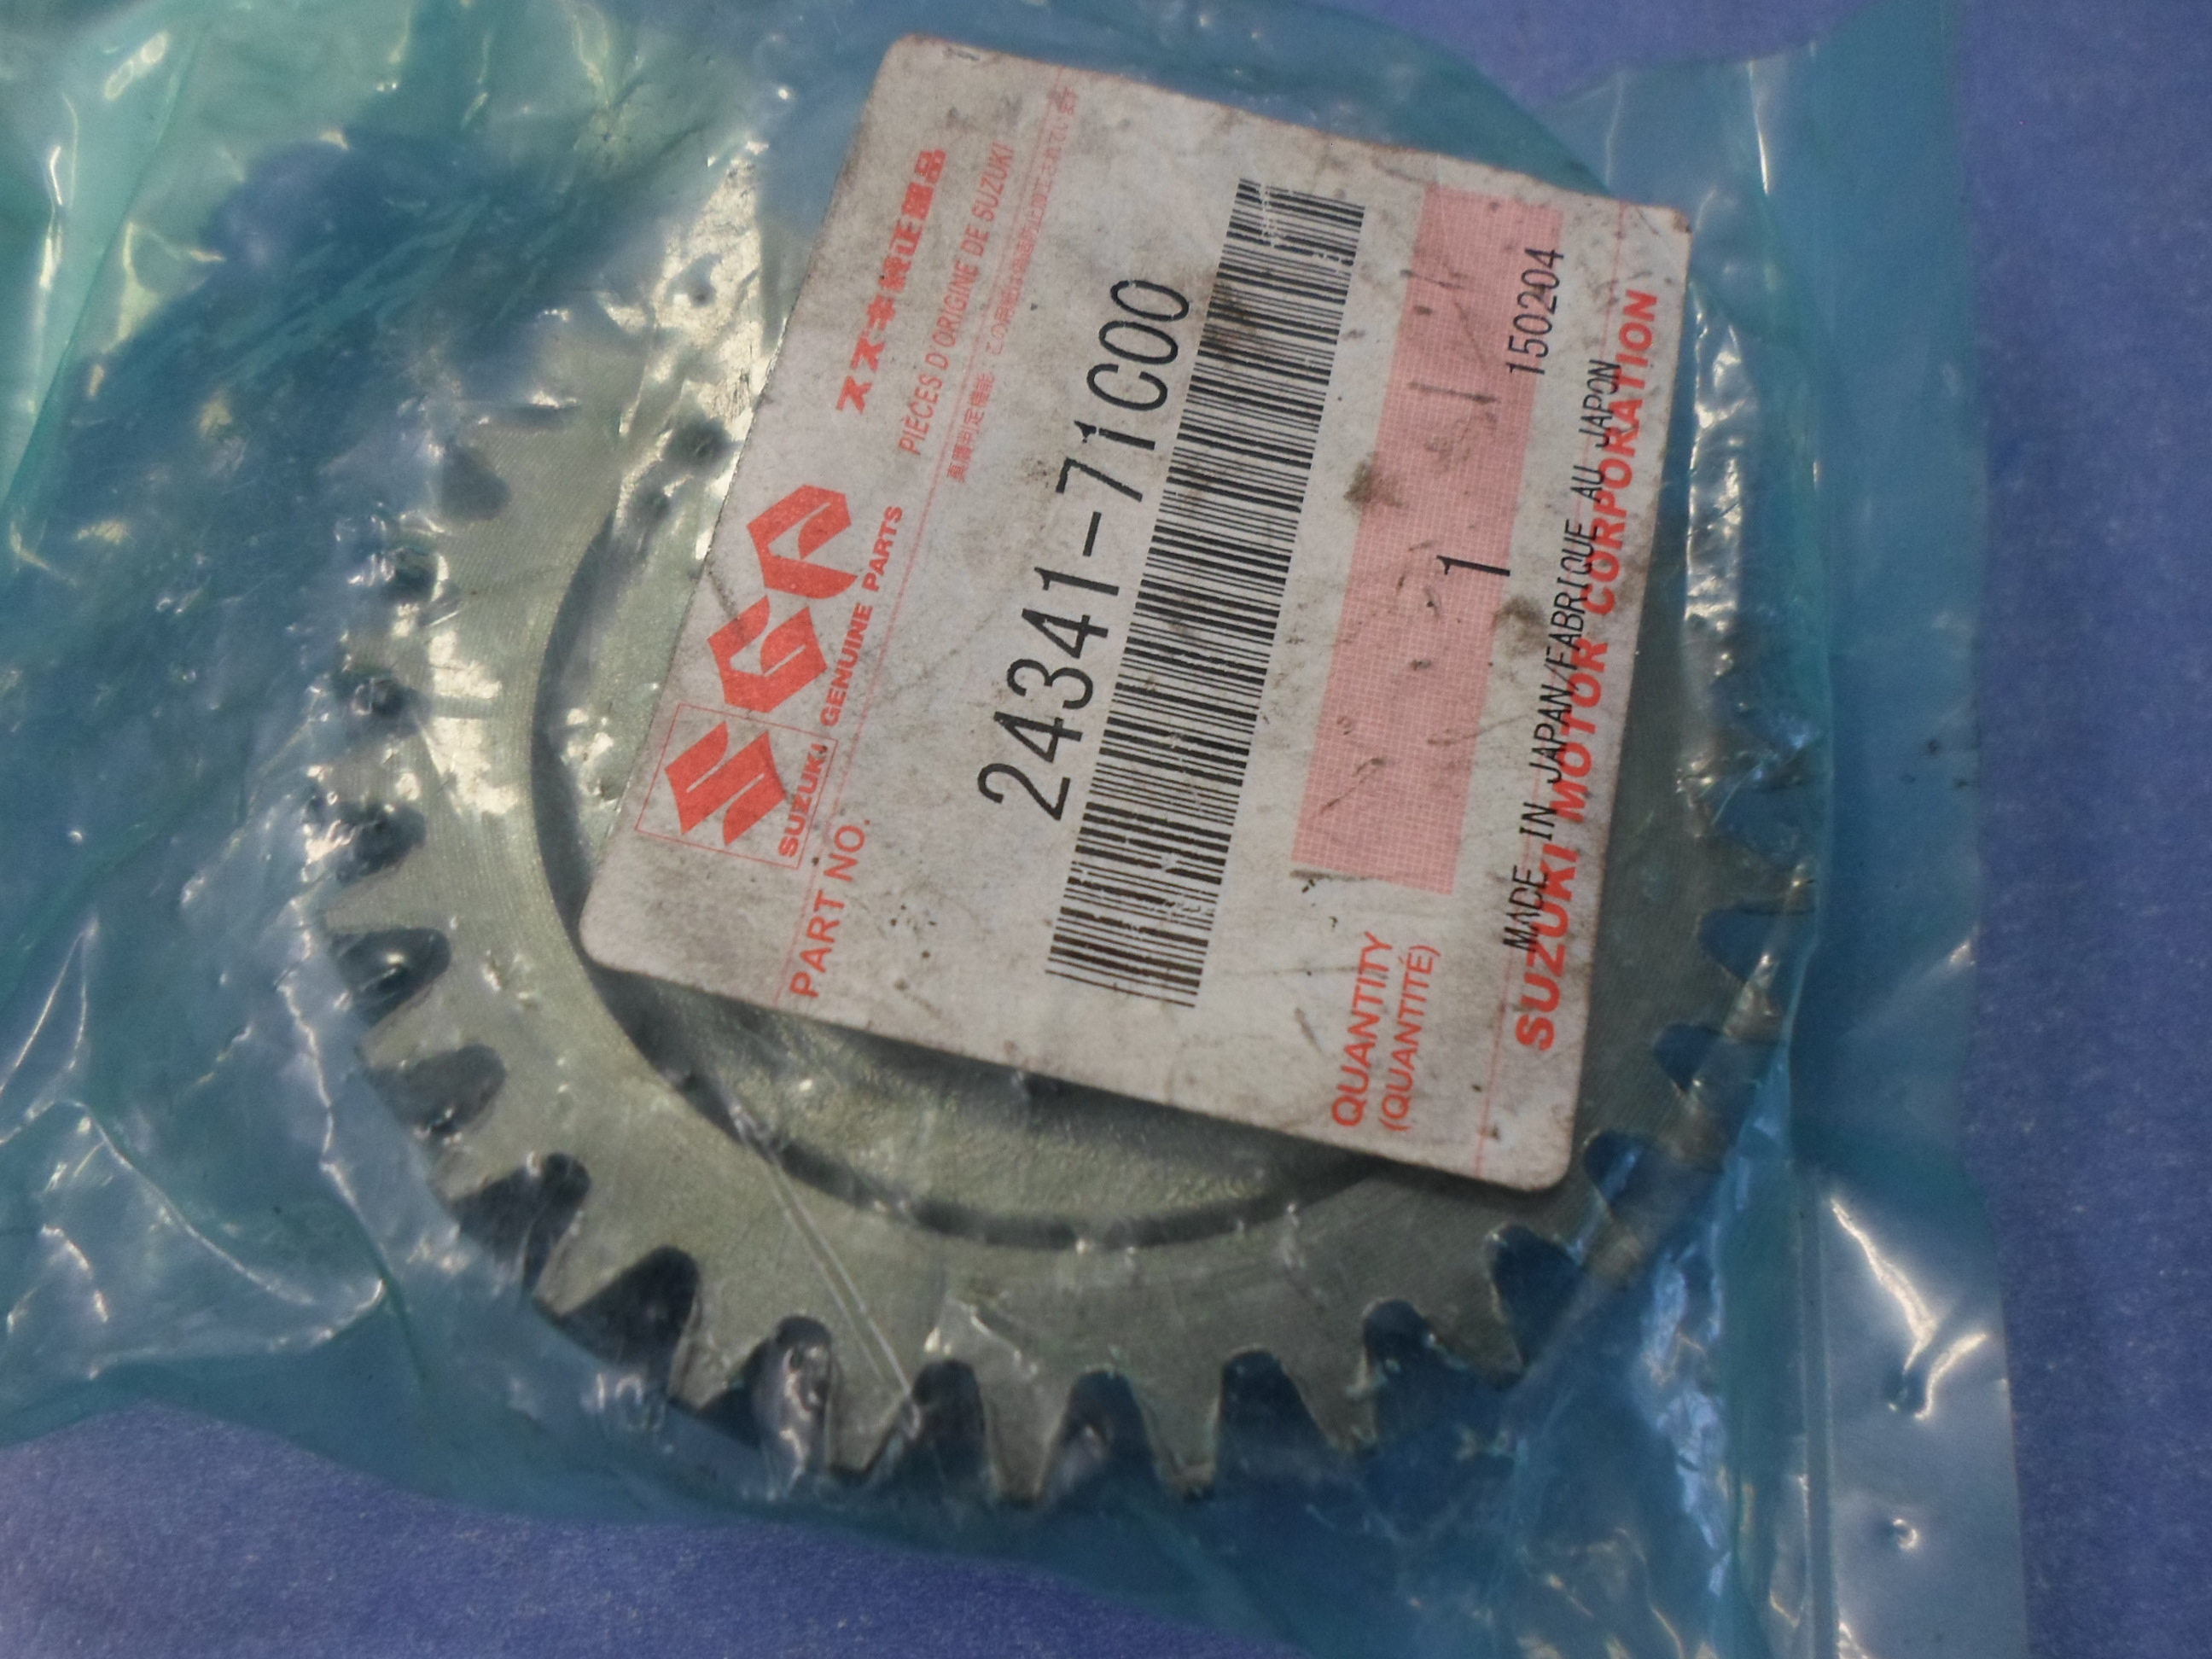 SGP
スズキ純正部品
SUZUKI GENUINE PARTS
PIECES D'ORIGINE DE SUZUKI
PART NO.
24341-71C00
QUANTITY
(QUANTITÉ)
1
150204
MADE IN JAPAN/FABRIQUE AU JAPON
SUZUKI MOTOR CORPORATION